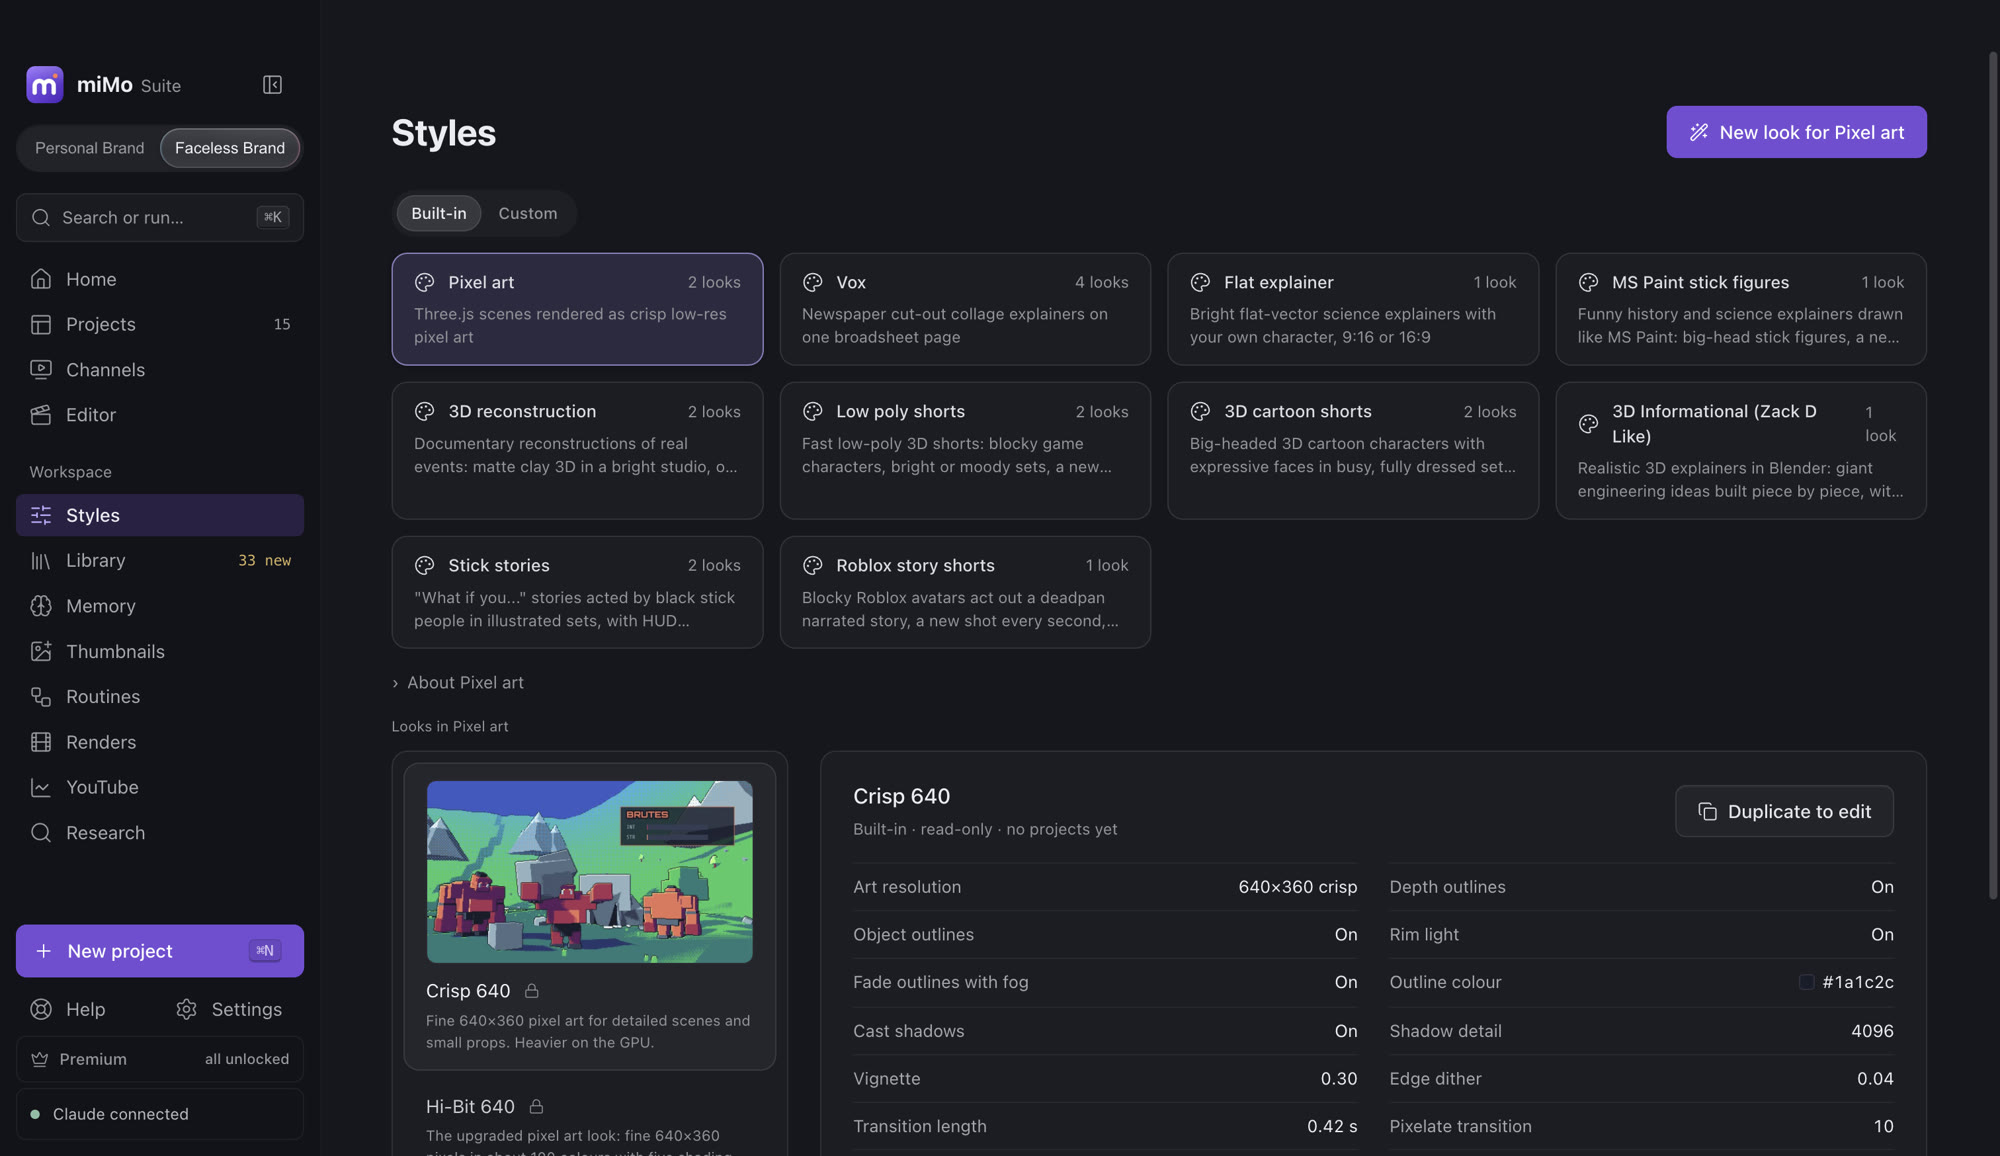 miMo Suite
Personal Brand
Faceless Brand
Search or run...
⌘K
Home
Projects
15
Channels
Editor
Workspace
Styles
Library
33 new
Memory
Thumbnails
Routines
Renders
YouTube
Research
New project
⌘N
Help
Settings
Premium
all unlocked
Claude connected
Styles
New look for Pixel art
Built-in
Custom
Pixel art
2 looks
Three.js scenes rendered as crisp low-res
pixel art
Vox
4 looks
Newspaper cut-out collage explainers on
one broadsheet page
Flat explainer
1 look
Bright flat-vector science explainers with
your own character, 9:16 or 16:9
MS Paint stick figures
1 look
Funny history and science explainers drawn
like MS Paint: big-head stick figures, a ne...
3D reconstruction
2 looks
Documentary reconstructions of real
events: matte clay 3D in a bright studio, o...
Low poly shorts
2 looks
Fast low-poly 3D shorts: blocky game
characters, bright or moody sets, a new...
3D cartoon shorts
2 looks
Big-headed 3D cartoon characters with
expressive faces in busy, fully dressed set...
3D Informational (Zack D
Like)
1
look
Realistic 3D explainers in Blender: giant
engineering ideas built piece by piece, wit...
Stick stories
2 looks
"What if you..." stories acted by black stick
people in illustrated sets, with HUD...
Roblox story shorts
1 look
Blocky Roblox avatars act out a deadpan
narrated story, a new shot every second,...
› About Pixel art
Looks in Pixel art
BRUTES
INT
STR
Crisp 640
Fine 640×360 pixel art for detailed scenes and
small props. Heavier on the GPU.
Hi-Bit 640
The upgraded pixel art look: fine 640×360
Crisp 640
Built-in · read-only · no projects yet
Duplicate to edit
Art resolution
640×360 crisp
Depth outlines
On
Object outlines
On
Rim light
On
Fade outlines with fog
On
Outline colour
#1a1c2c
Cast shadows
On
Shadow detail
4096
Vignette
0.30
Edge dither
0.04
Transition length
0.42 s
Pixelate transition
10